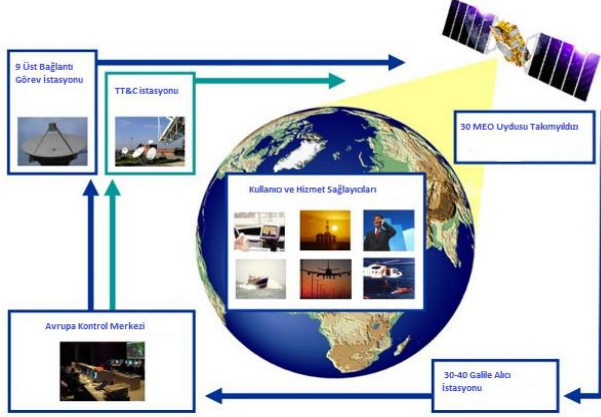 9 Üst Bağlantı
Görev İstasyonu
TT&C istasyonu
30 MEO Uydusu Takımyıldızı
Kullanıcı ve Hizmet Sağlayıcıları
Avrupa Kontrol Merkezi
30-40 Galile Alıcı
İstasyonu